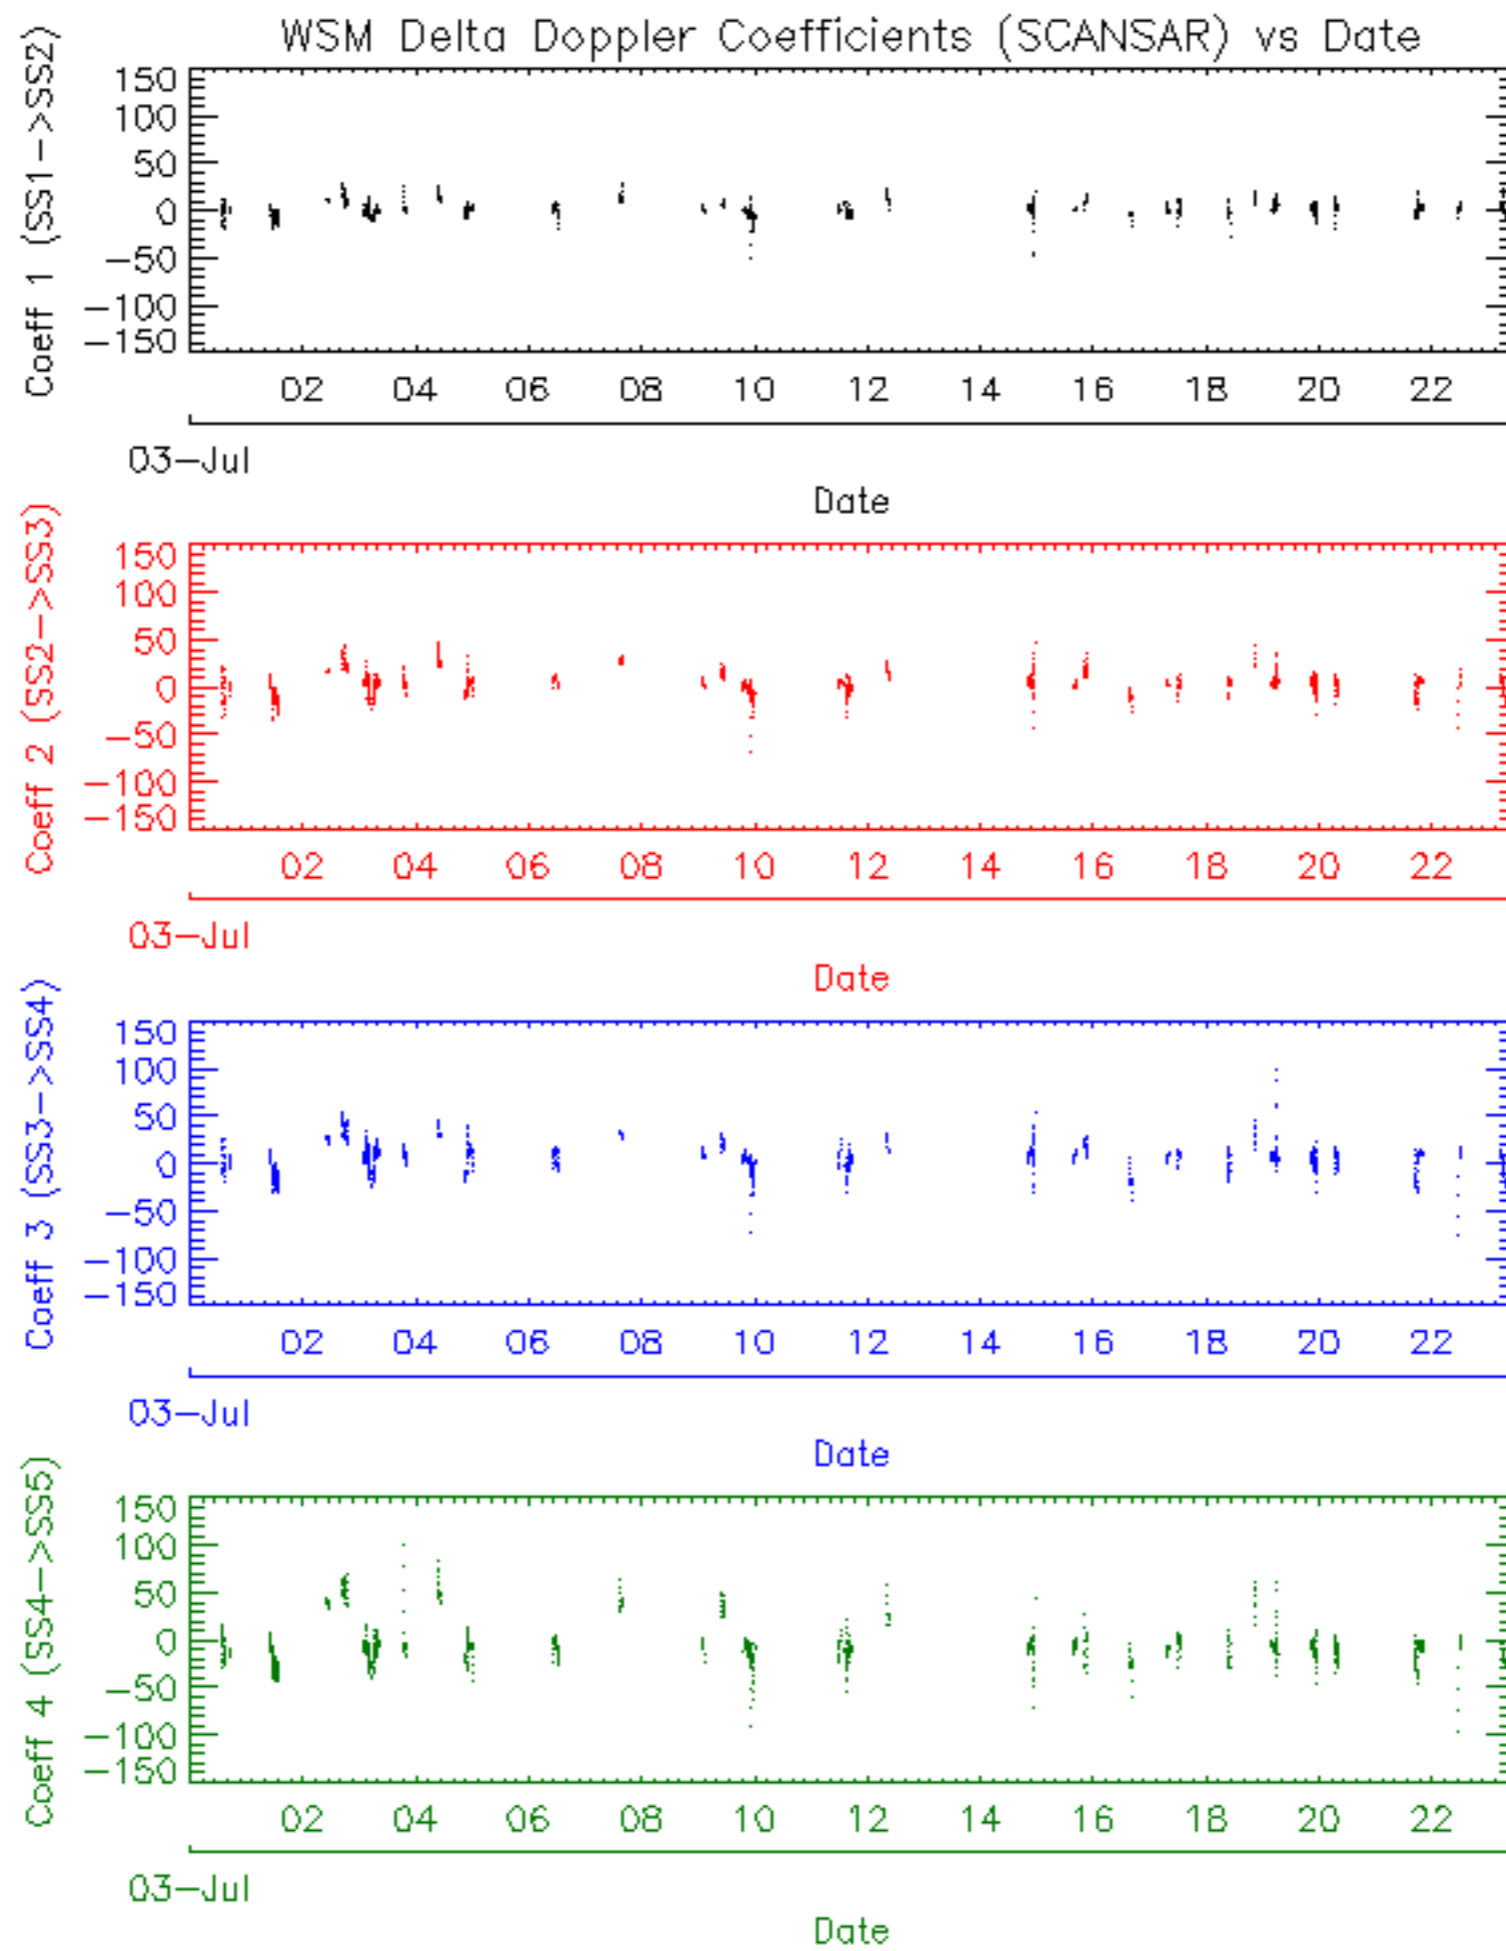 WSM Delta Doppler Coefficients (SCANSAR) vs Date
Coeff 1 (SS1->SS2)
150
100
50
0
-50
-100
-150
02 04 06 08 10 12 14 16 18 20 22
03-Jul
Date
Coeff 2 (SS2->SS3)
150
100
50
0
-50
-100
-150
02 04 06 08 10 12 14 16 18 20 22
03-Jul
Date
Coeff 3 (SS3->SS4)
150
100
50
0
-50
-100
-150
02 04 06 08 10 12 14 16 18 20 22
03-Jul
Date
Coeff 4 (SS4->SS5)
150
100
50
0
-50
-100
-150
02 04 06 08 10 12 14 16 18 20 22
03-Jul
Date